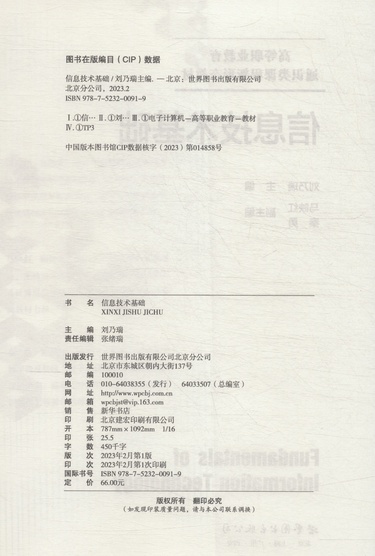 图书在版编目（CIP）数据
信息技术基础/刘乃瑞主编. —北京：世界图书出版有限公司
北京分公司，2023.2
ISBN 978-7-5232-0091-9
Ⅰ.①信… Ⅱ.①刘… Ⅲ.①电子计算机—高等职业教育—教材
Ⅳ.①TP3
中国版本图书馆CIP数据核字（2023）第014858号
书 名 信息技术基础
XINXI JISHU JICHU
主 编 刘乃瑞
责任编辑 张绪瑞
出版发行 世界图书出版有限公司北京分公司
地 址 北京市东城区朝内大街137号
邮 编 100010
电 话 010-64038355（发行） 64033507（总编室）
网 址 http://www.wpcbj.com.cn
邮 箱 wpcbjst@vip.163.com
销 售 新华书店
印 刷 北京建宏印刷有限公司
开 本 787mm×1092mm 1/16
印 张 25.5
字 数 450千字
版 次 2023年2月第1版
印 次 2023年2月第1次印刷
国际书号 ISBN 978-7-5232-0091-9
定 价 66.00元
版权所有 翻印必究
（如发现印装质量问题，请与本公司联系调换）